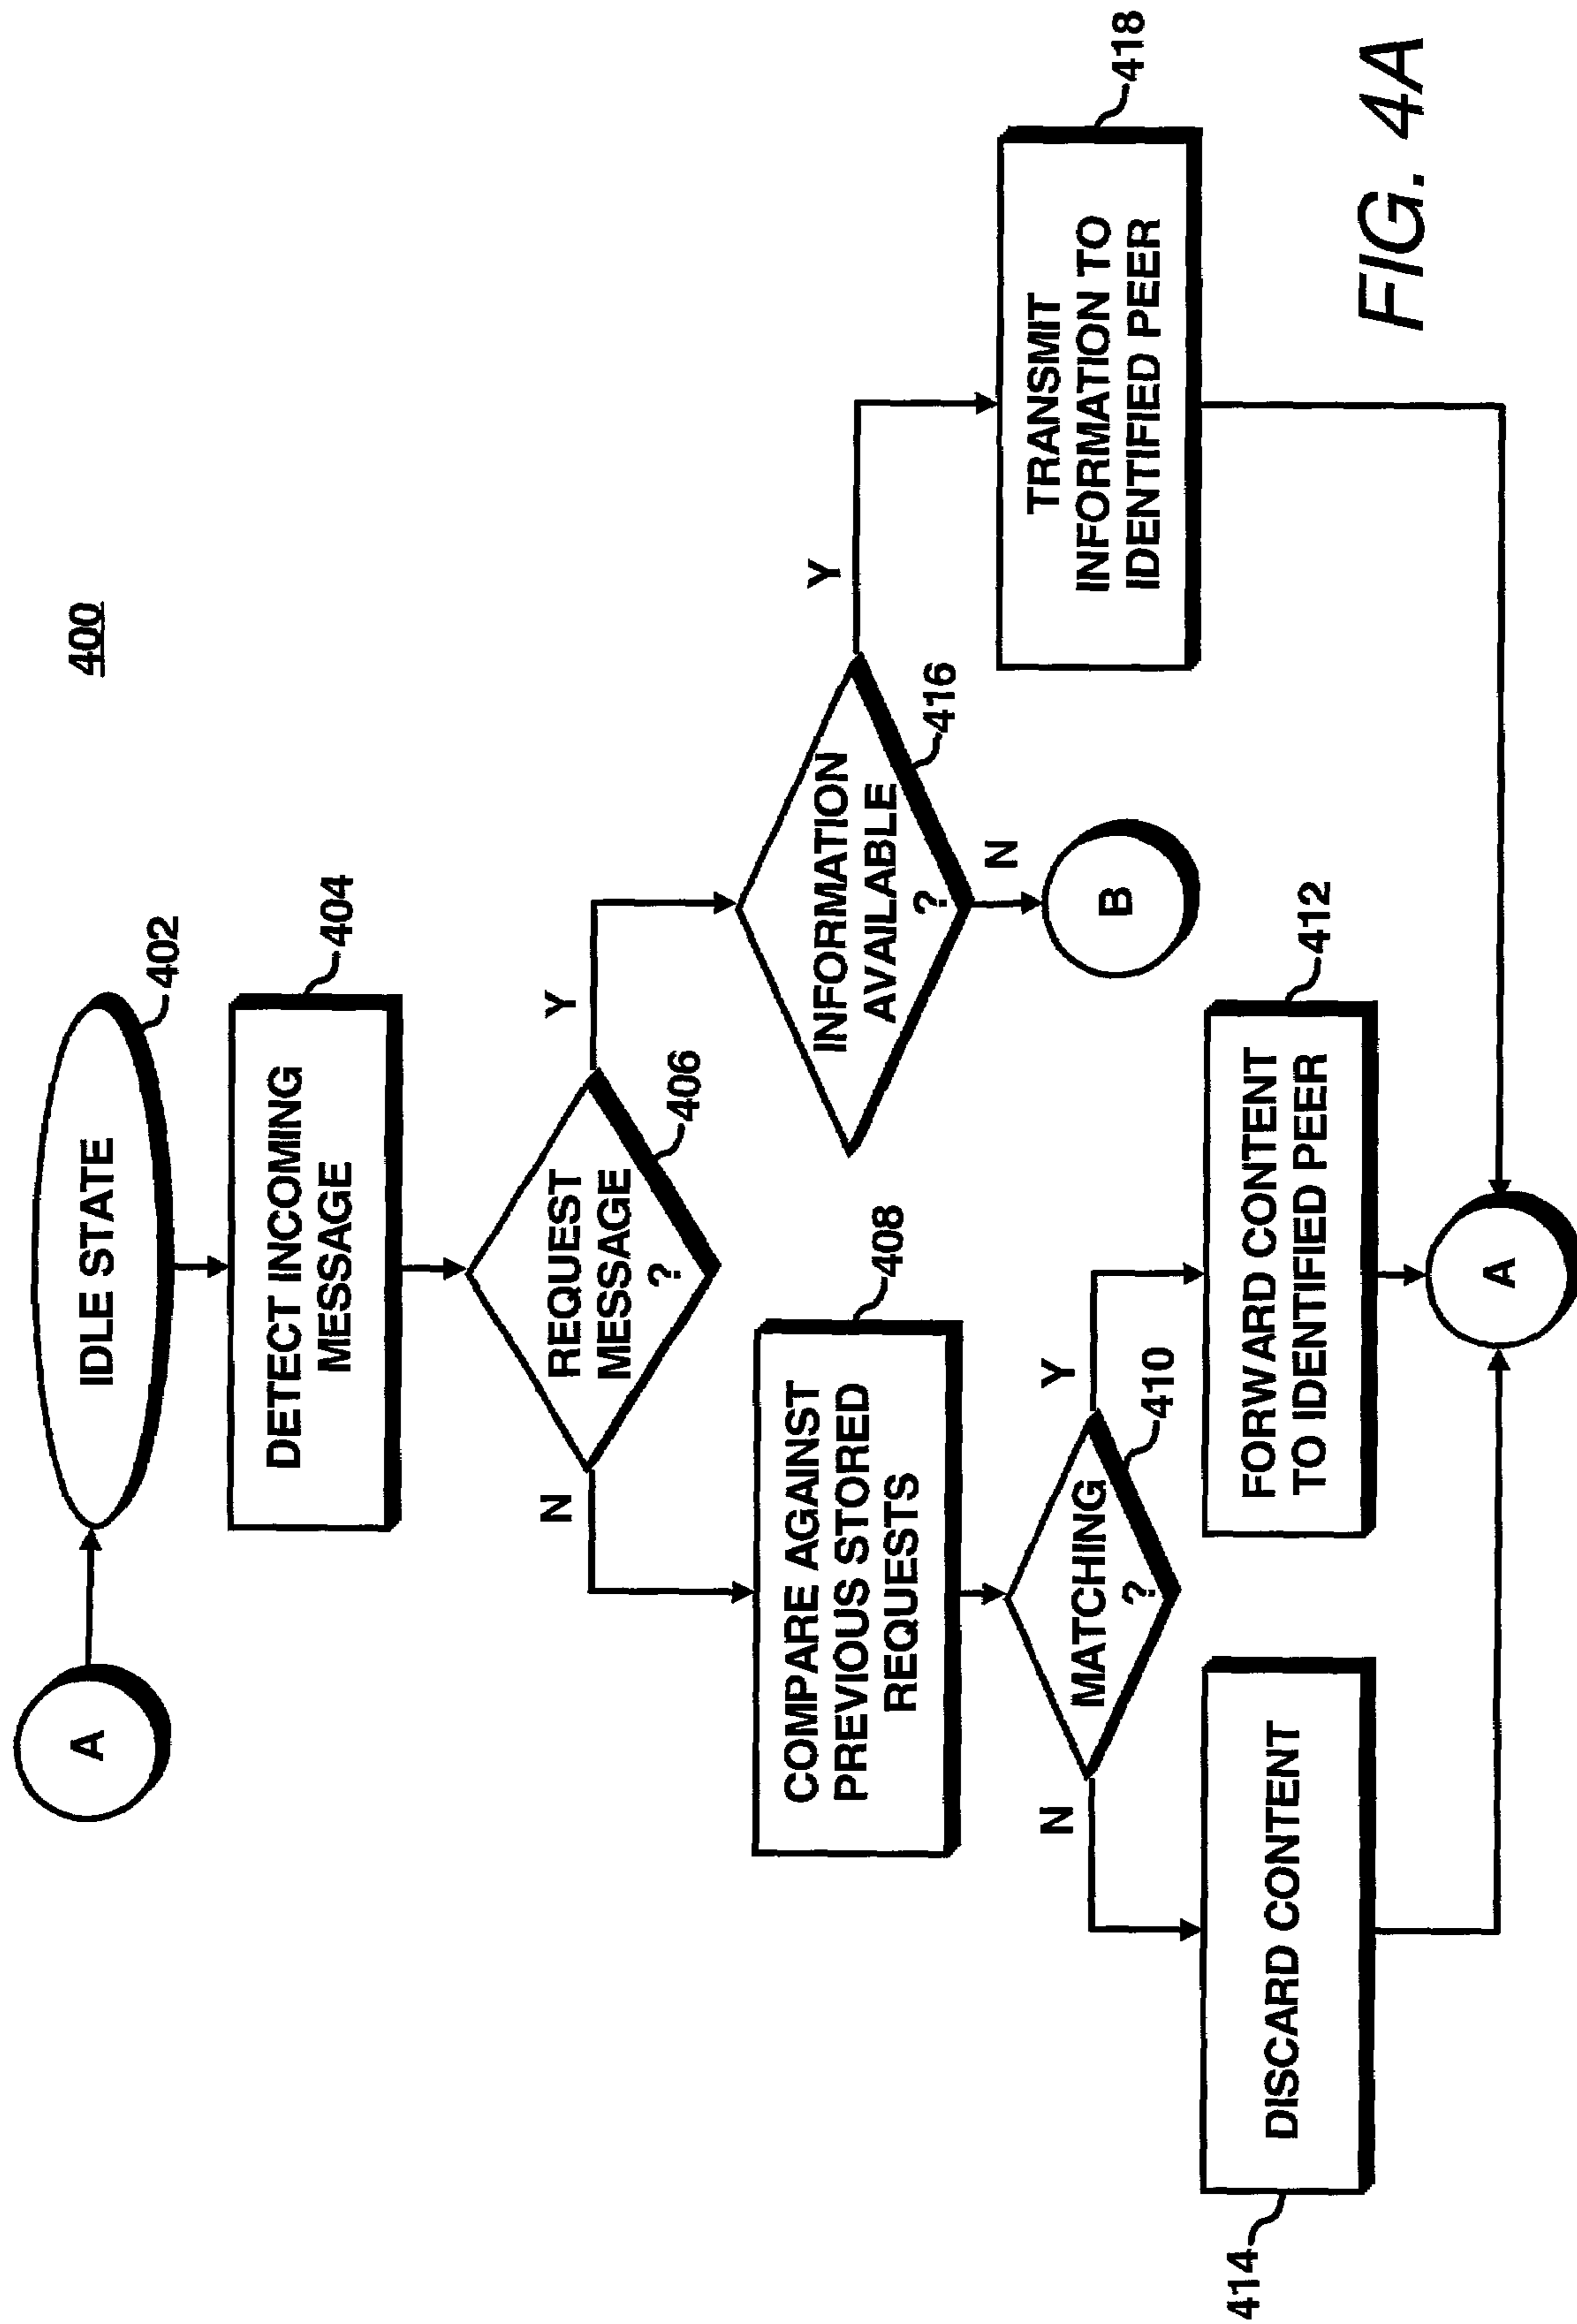 400
A
IDLE STATE
402
DETECT INCOMING
MESSAGE
404
REQUEST
MESSAGE
?
406
N
Y
COMPARE AGAINST
PREVIOUS STORED
REQUESTS
408
INFORMATION
AVAILABLE
?
416
Y
N
B
MATCHING
?
410
N
Y
TRANSMIT
INFORMATION TO
IDENTIFIED PEER
418
414
DISCARD CONTENT
FORWARD CONTENT
TO IDENTIFIED PEER
412
A
FIG. 4A